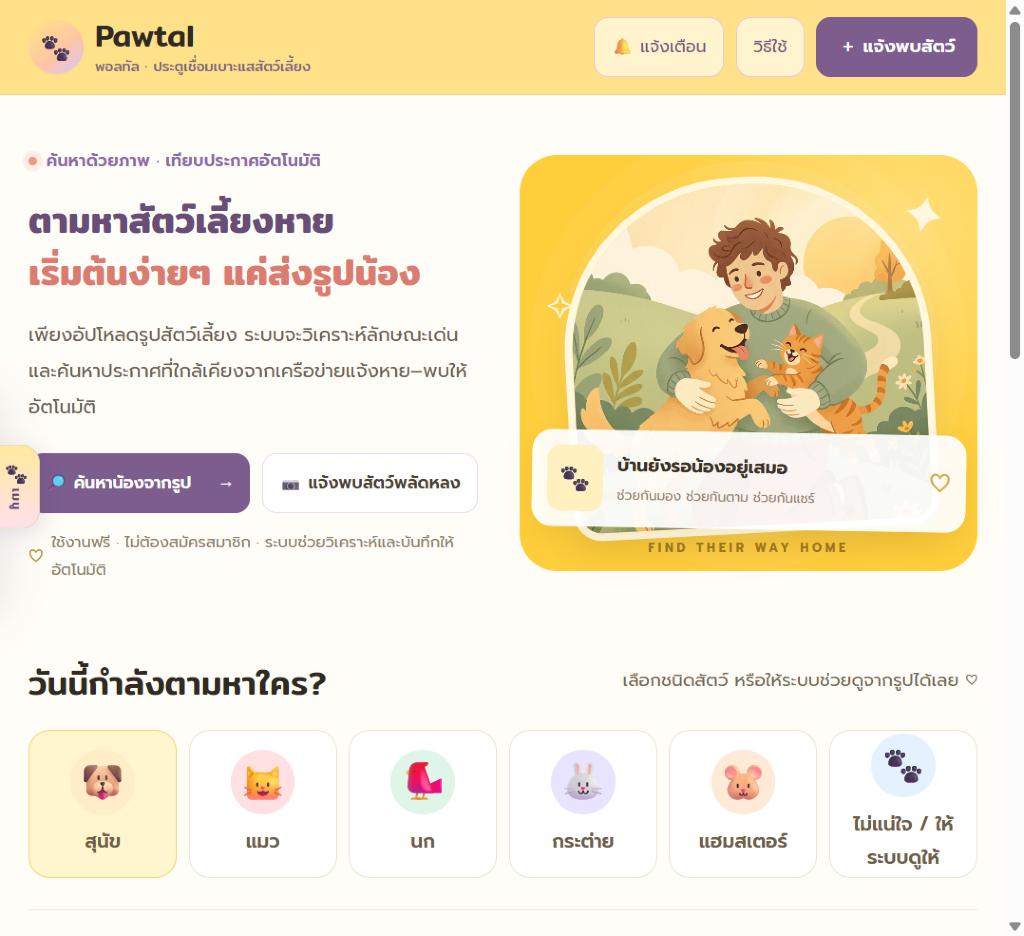 Pawtal
พอลทัล · ประตูเชื่อมเบาะแสสัตว์เลี้ยง
🔔 แจ้งเตือน
วิธีใช้
+ แจ้งพบสัตว์
ค้นหาด้วยภาพ · เทียบประกาศอัตโนมัติ
ตามหาสัตว์เลี้ยงหาย
เริ่มต้นง่ายๆ แค่ส่งรูปน้อง
เพียงอัปโหลดรูปสัตว์เลี้ยง ระบบจะวิเคราะห์ลักษณะเด่น
และค้นหาประกาศที่ใกล้เคียงจากเครือข่ายแจ้งหาย–พบให้
อัตโนมัติ
🔎 ค้นหาน้องจากรูป →
📷 แจ้งพบสัตว์พลัดหลง
♡ ใช้งานฟรี · ไม่ต้องสมัครสมาชิก · ระบบช่วยวิเคราะห์และบันทึกให้
อัตโนมัติ
บ้านยังรอน้องอยู่เสมอ
ช่วยกันมอง ช่วยกันตาม ช่วยกันแชร์
FIND THEIR WAY HOME
วันนี้กำลังตามหาใคร?
เลือกชนิดสัตว์ หรือให้ระบบช่วยดูจากรูปได้เลย ♡
สุนัข
แมว
นก
กระต่าย
แฮมสเตอร์
ไม่แน่ใจ / ให้
ระบบดูให้